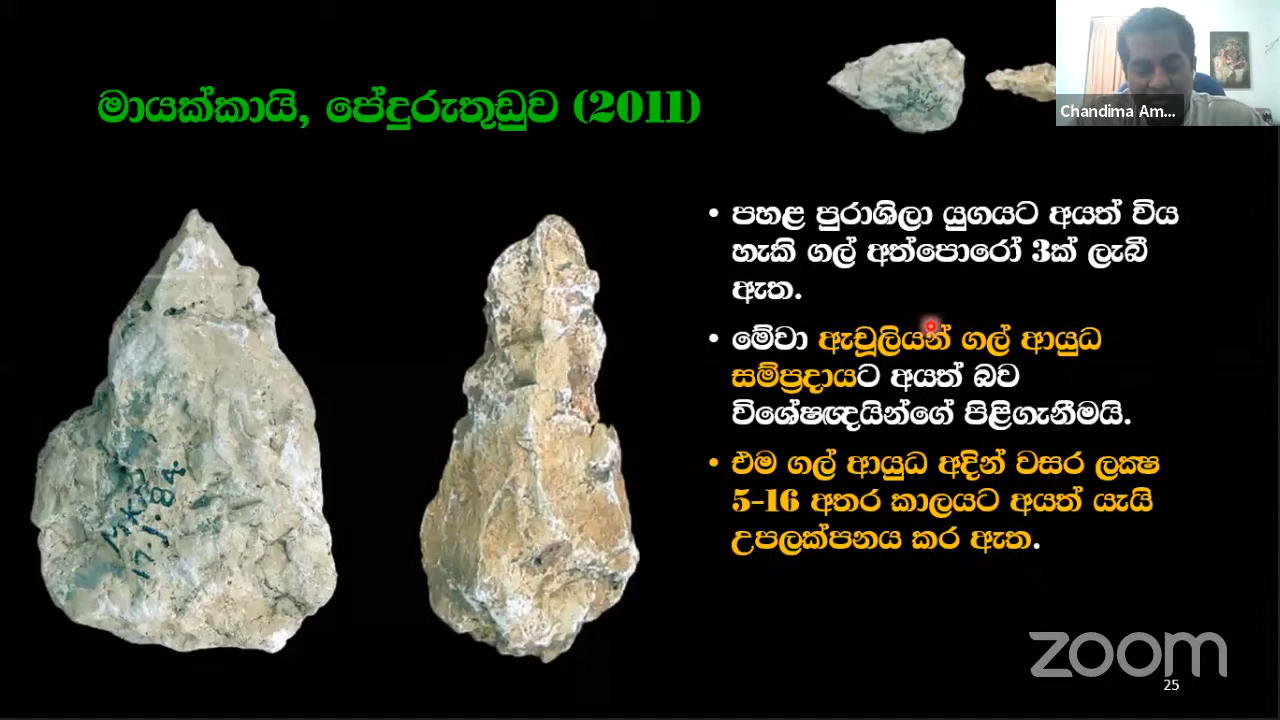 මායක්කායි, පේදුරුතුඩුව (2011)
Chandima Am...
• පහළ පුරාශිලා යුගයට අයත් විය
හැකි ගල් අත්පොරෝ 3ක් ලැබී
ඇත.
• මේවා ඇචූලියන් ගල් ආයුධ
සම්ප්‍රදායට අයත් බව
විශේෂඥයින්ගේ පිළිගැනීමයි.
• එම ගල් ආයුධ අදින් වසර ලක්ෂ
5-16 අතර කාලයට අයත් යැයි
උපලක්පනය කර ඇත.
zoom
25